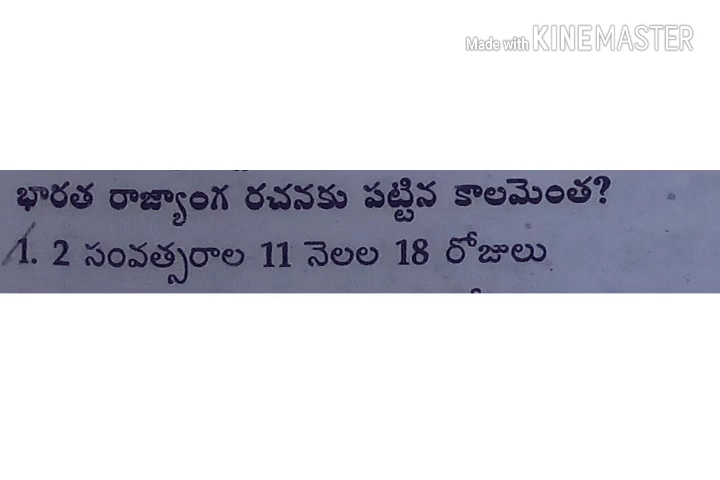 Made with KINEMASTER
భారత రాజ్యాంగ రచనకు పట్టిన కాలమెంత?
1. 2 సంవత్సరాల 11 నెలల 18 రోజులు